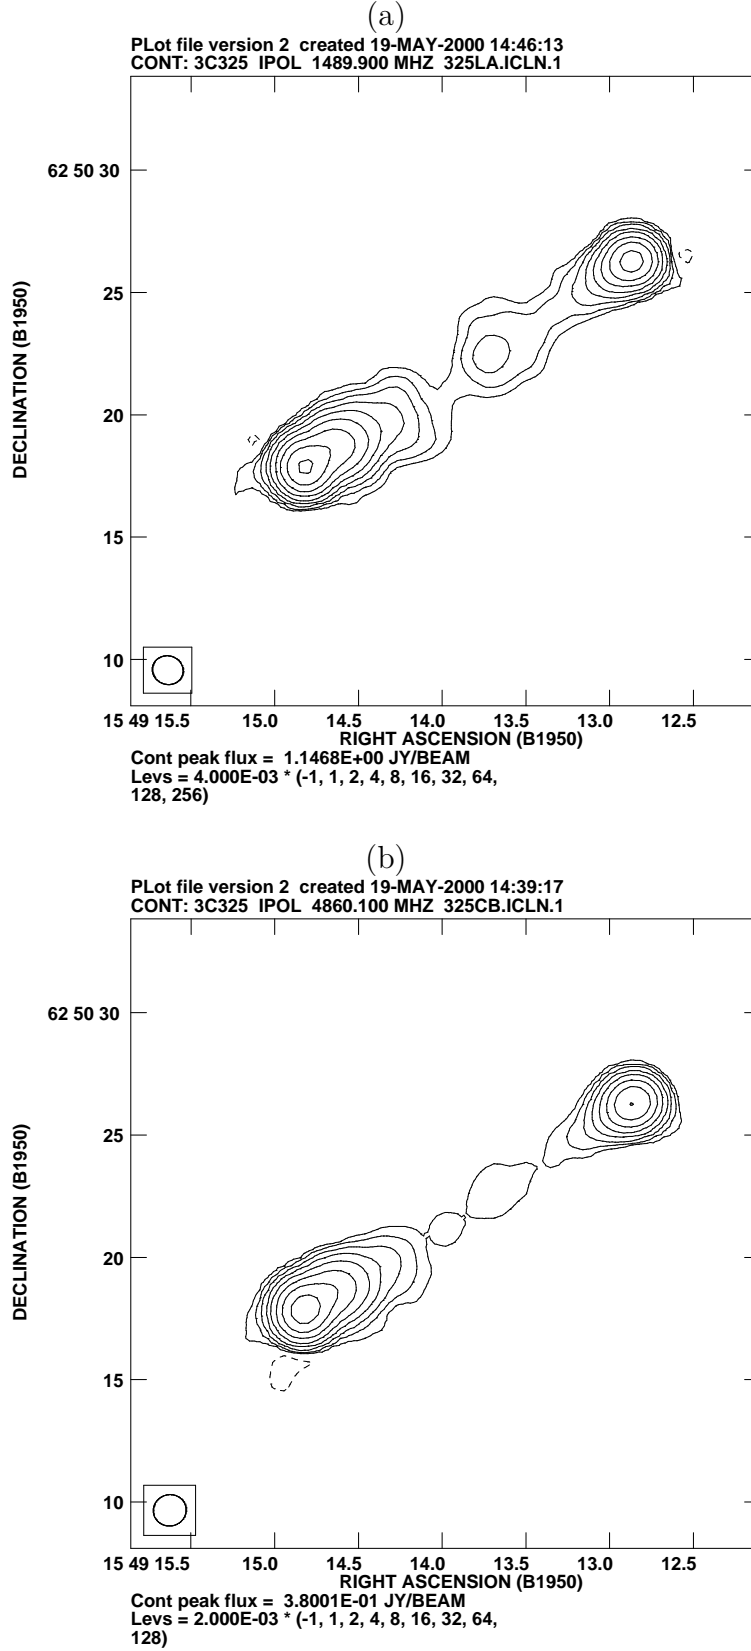 (a)
PLot file version 2  created 19-MAY-2000 14:46:13
CONT: 3C325  IPOL  1489.900 MHZ  325LA.ICLN.1
62 50 30
25
20
15
10
DECLINATION (B1950)
15 49 15.5 15.0 14.5 14.0 13.5 13.0 12.5
RIGHT ASCENSION (B1950)
Cont peak flux =  1.1468E+00 JY/BEAM
Levs = 4.000E-03 * (-1, 1, 2, 4, 8, 16, 32, 64,
128, 256)
(b)
PLot file version 2  created 19-MAY-2000 14:39:17
CONT: 3C325  IPOL  4860.100 MHZ  325CB.ICLN.1
62 50 30
25
20
15
10
DECLINATION (B1950)
15 49 15.5 15.0 14.5 14.0 13.5 13.0 12.5
RIGHT ASCENSION (B1950)
Cont peak flux =  3.8001E-01 JY/BEAM
Levs = 2.000E-03 * (-1, 1, 2, 4, 8, 16, 32, 64,
128)